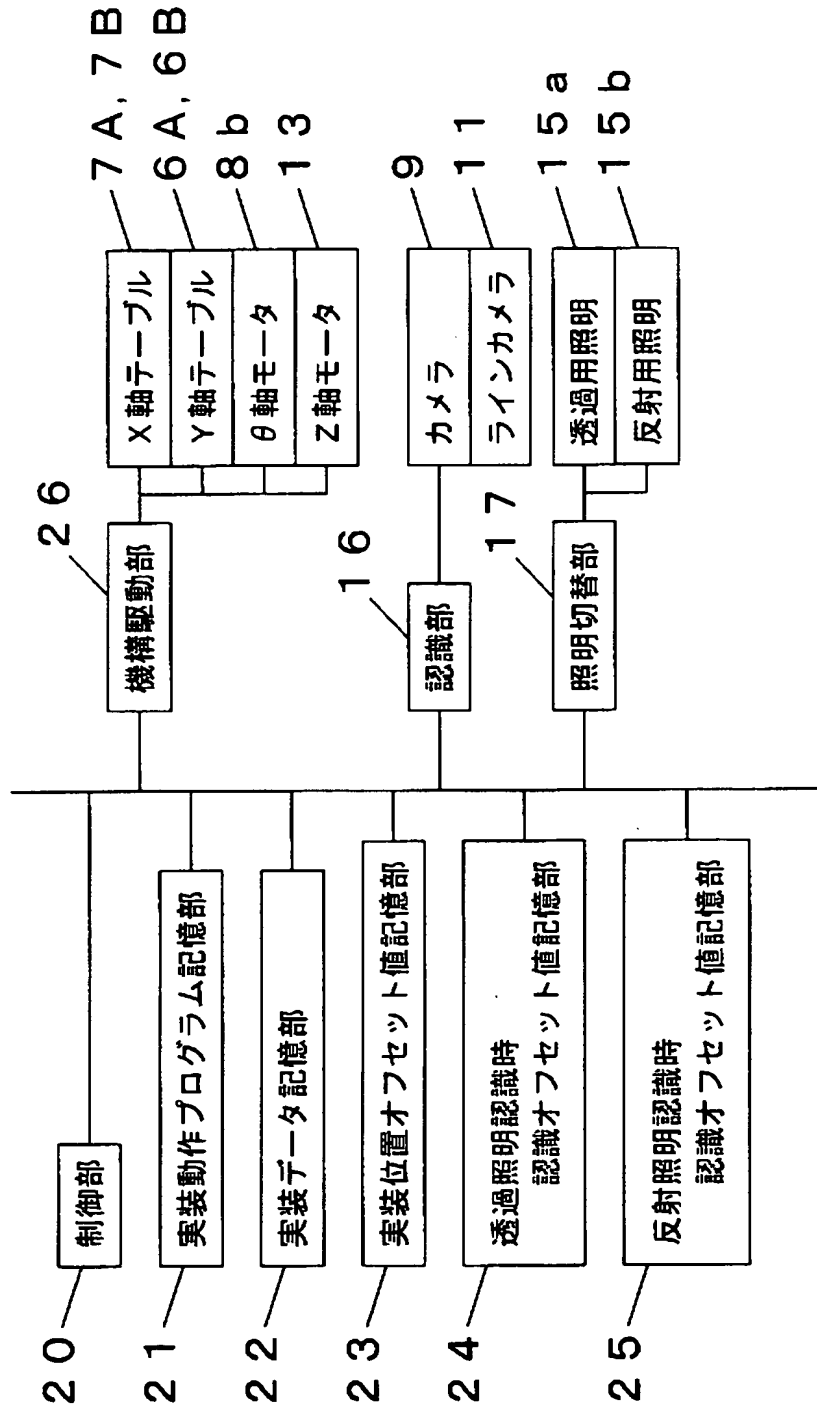 ２０
制御部
２１
実装動作プログラム記憶部
２２
実装データ記憶部
２３
実装位置オフセット値記憶部
２４
透過照明認識時
認識オフセット値記憶部
２５
反射照明認識時
認識オフセット値記憶部
２６
機構駆動部
X軸テーブル
７A，７B
Y軸テーブル
６A，６B
θ軸モータ
８b
Z軸モータ
１３
１６
認識部
カメラ
９
ラインカメラ
１１
１７
照明切替部
透過用照明
１５a
反射用照明
１５b